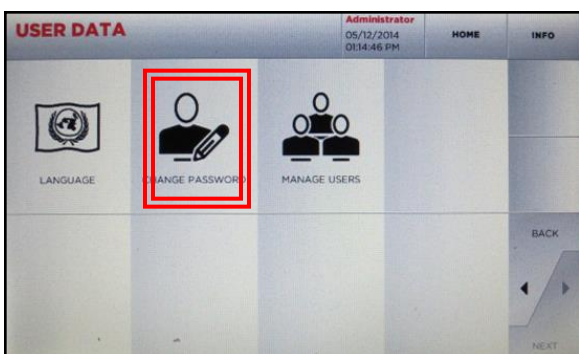 USER DATA
Administrator
05/12/2014
01:14:46 PM
HOME
INFO
LANGUAGE
CHANGE PASSWORD
MANAGE USERS
BACK
NEXT